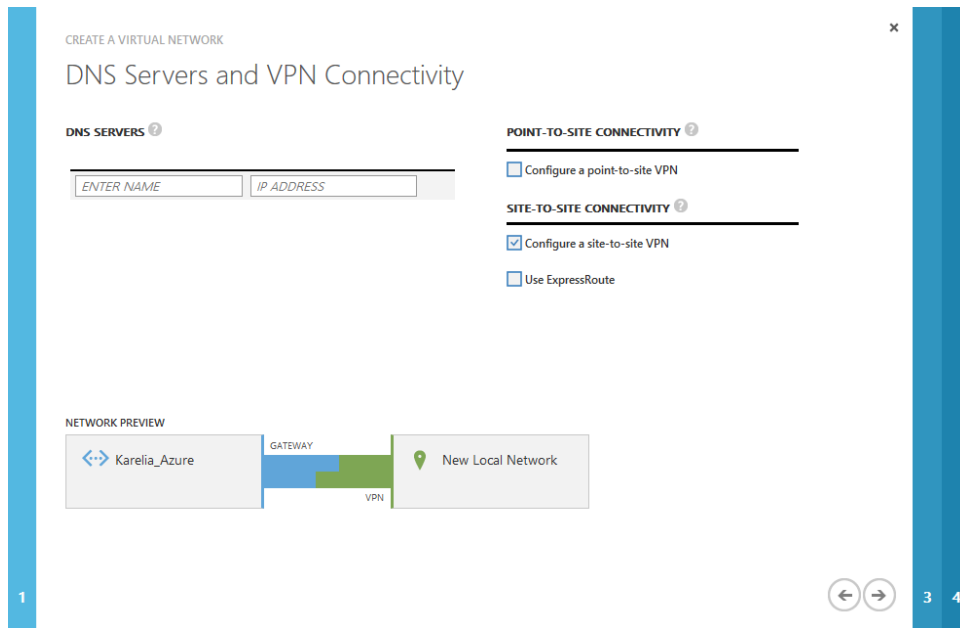 CREATE A VIRTUAL NETWORK
×
DNS Servers and VPN Connectivity
DNS SERVERS ?
ENTER NAME
IP ADDRESS
POINT-TO-SITE CONNECTIVITY ?
Configure a point-to-site VPN
SITE-TO-SITE CONNECTIVITY ?
Configure a site-to-site VPN
Use ExpressRoute
NETWORK PREVIEW
Karelia_Azure
GATEWAY
VPN
New Local Network
1
3
4